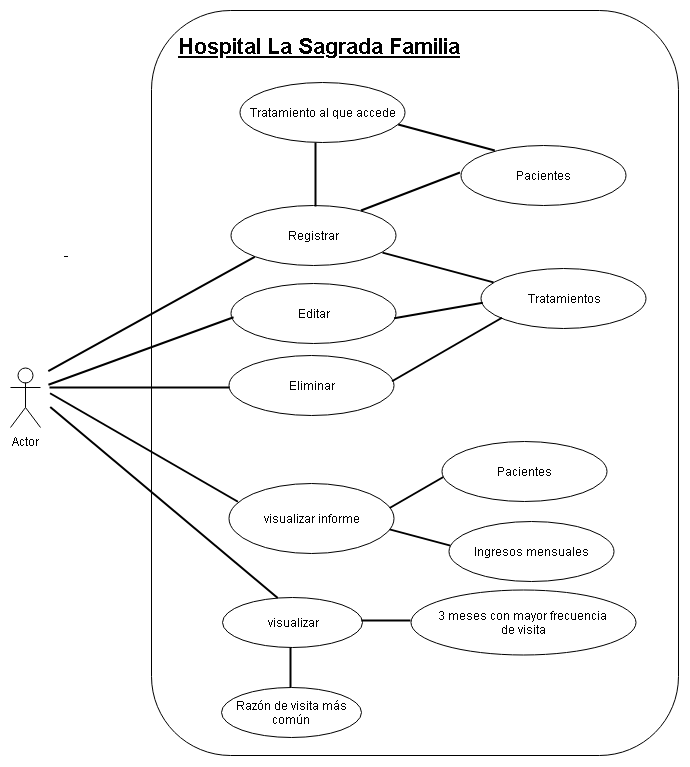 Hospital La Sagrada Familia
Tratamiento al que accede
Pacientes
Registrar
Tratamientos
Editar
Eliminar
Actor
Pacientes
visualizar informe
Ingresos mensuales
3 meses con mayor frecuencia
de visita
visualizar
Razón de visita más
común